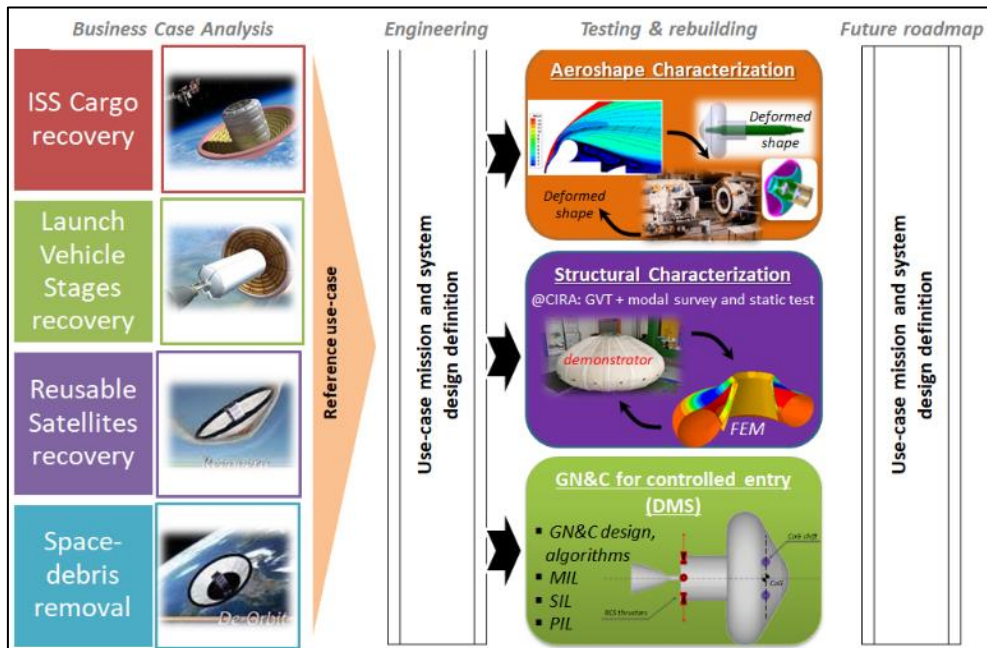 Business Case Analysis
Engineering
Testing & rebuilding
Future roadmap
ISS Cargo
recovery
Launch
Vehicle
Stages
recovery
Reusable
Satellites
recovery
Space-
debris
removal
De-Orbit
Reference use-case
Use-case mission and system
design definition
Aeroshape Characterization
Deformed
shape
Deformed
shape
Structural Characterization
@CIRA: GVT + modal survey and static test
demonstrator
FEM
GN&C for controlled entry
(DMS)
▪ GN&C design,
algorithms
▪ MIL
▪ SIL
▪ PIL
CoG shift
CoG
RCS thrusters
Use-case mission and system
design definition